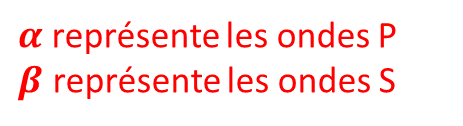 α représente les ondes P
β représente les ondes S